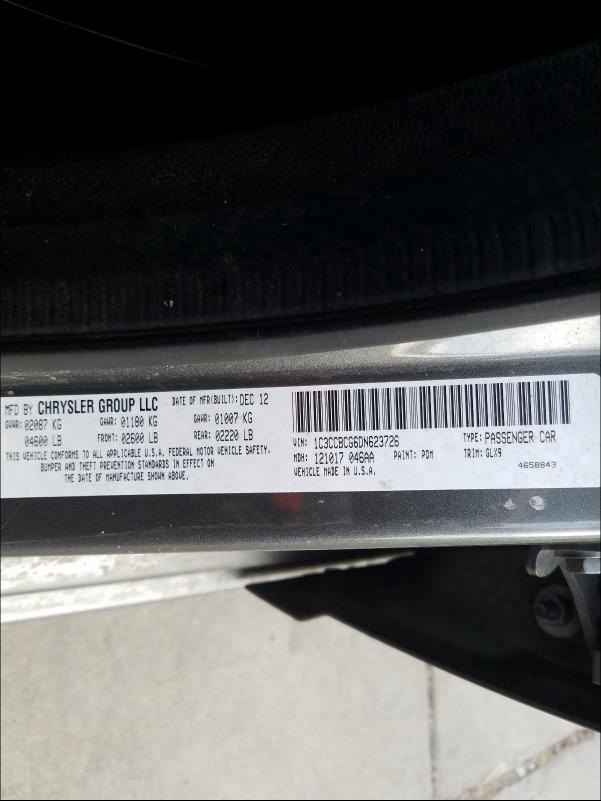 MFD BY CHRYSLER GROUP LLC DATE OF MFR(BUILT): DEC 12
GVWR: 02087 KG GAWR: 01180 KG GAWR: 01007 KG
04600 LB FRONT: 02600 LB REAR: 02220 LB
THIS VEHICLE CONFORMS TO ALL APPLICABLE U.S.A. FEDERAL MOTOR VEHICLE SAFETY,
BUMPER AND THEFT PREVENTION STANDARDS IN EFFECT ON
THE DATE OF MANUFACTURE SHOWN ABOVE.
VIN: 1C3CCBCG6DN623726 TYPE: PASSENGER CAR
MDH: 121017 046AA PAINT: PDM TRIM: GLX9
VEHICLE MADE IN U.S.A. 4658843